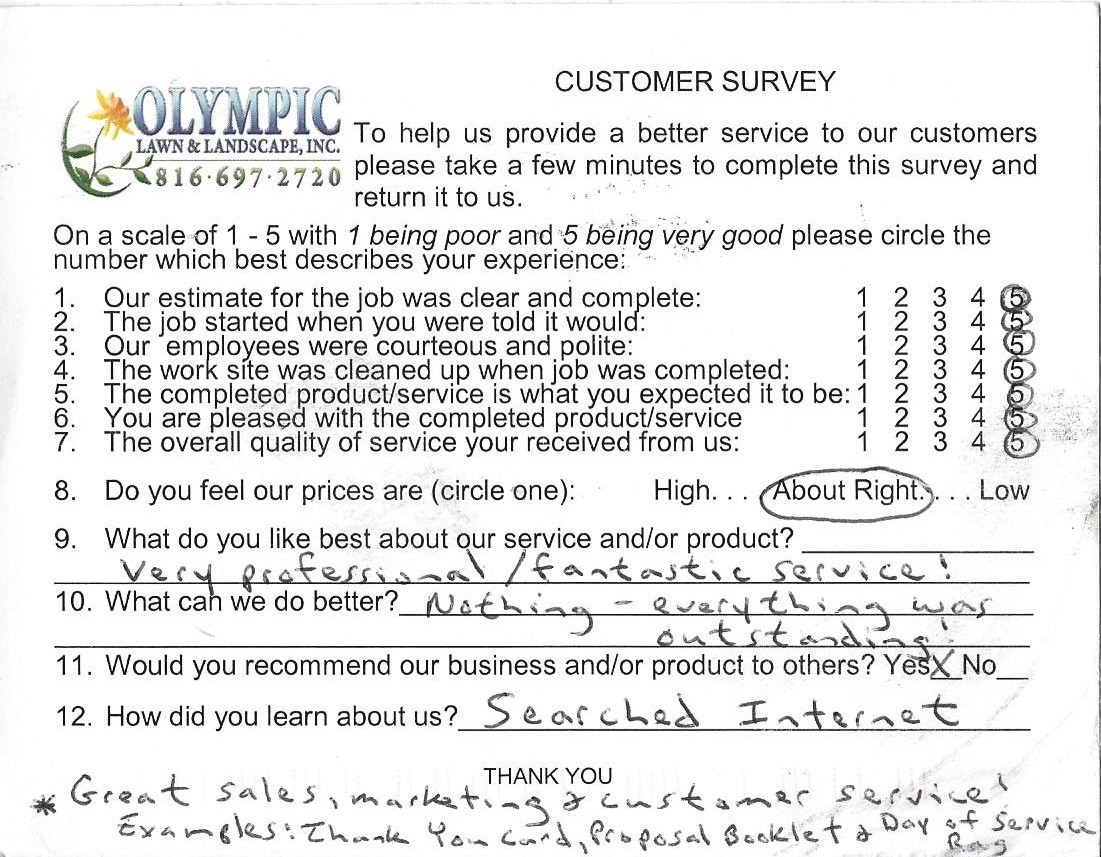 CUSTOMER SURVEY
OLYMPIC
LAWN & LANDSCAPE, INC.
816·697·2720
To help us provide a better service to our customers
please take a few minutes to complete this survey and
return it to us.
On a scale of 1 - 5 with 1 being poor and 5 being very good please circle the
number which best describes your experience:
1. Our estimate for the job was clear and complete: 1 2 3 4 5
2. The job started when you were told it would: 1 2 3 4 5
3. Our employees were courteous and polite: 1 2 3 4 5
4. The work site was cleaned up when job was completed: 1 2 3 4 5
5. The completed product/service is what you expected it to be: 1 2 3 4 5
6. You are pleased with the completed product/service 1 2 3 4 5
7. The overall quality of service your received from us: 1 2 3 4 5
8. Do you feel our prices are (circle one): High. . . About Right. . . . Low
9. What do you like best about our service and/or product?
Very professional / fantastic service!
10. What can we do better? Nothing - everything was
outstanding!
11. Would you recommend our business and/or product to others? Yes X No
12. How did you learn about us? Searched Internet
THANK YOU
* Great sales, marketing & customer service!
Examples: Thank You Card, Proposal Booklet & Day of Service
Bag